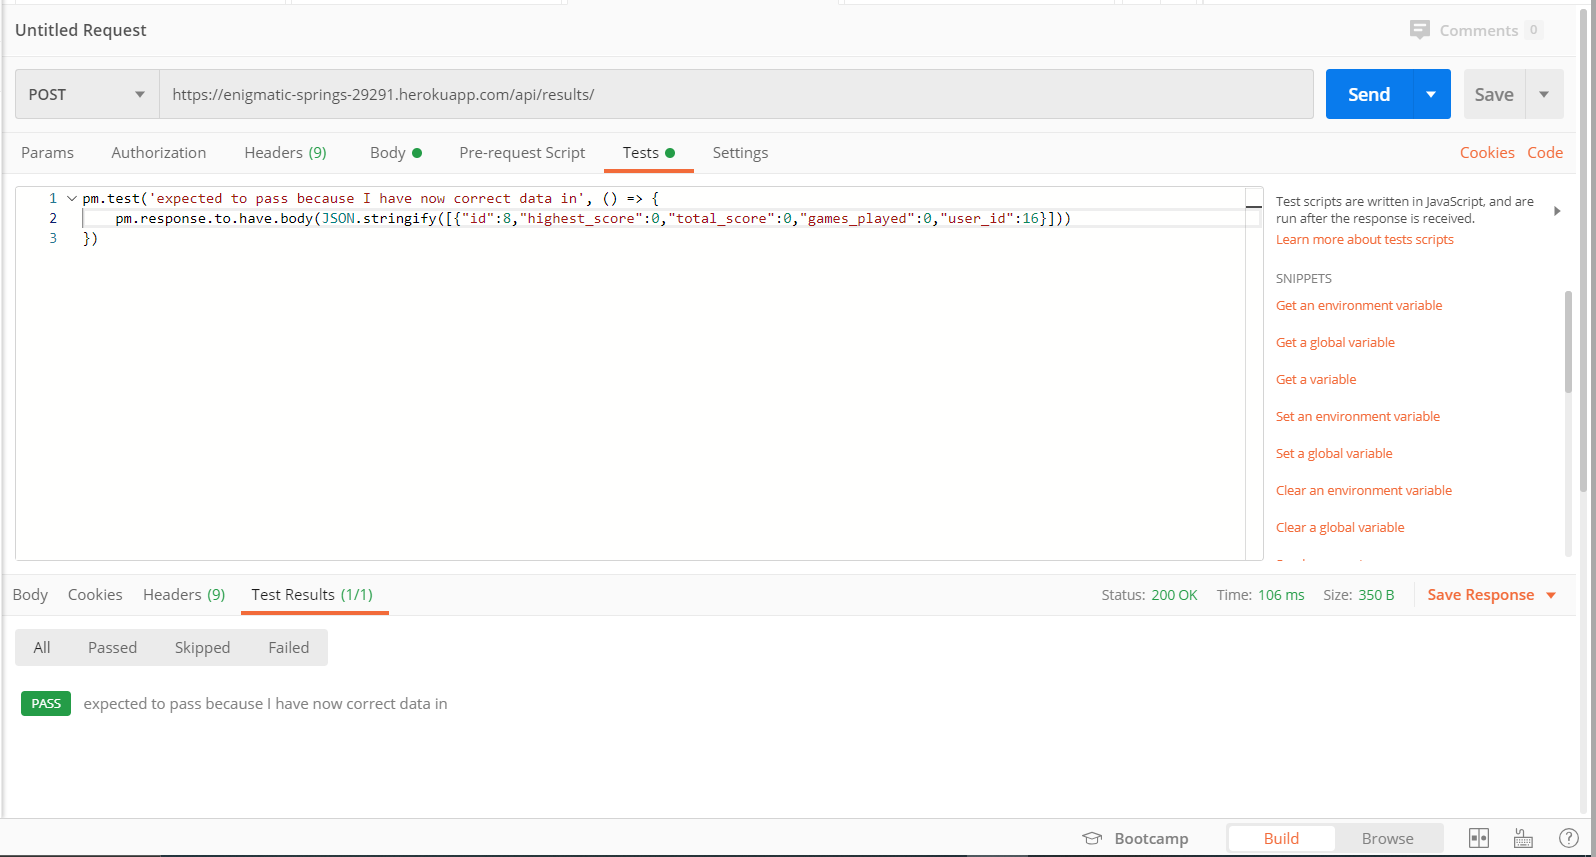 Untitled Request
Comments 0
POST
https://enigmatic-springs-29291.herokuapp.com/api/results/
Send
Save
Params Authorization Headers (9) Body Pre-request Script Tests Settings Cookies Code
1 pm.test('expected to pass because I have now correct data in', () => {
2 pm.response.to.have.body(JSON.stringify([{"id":8,"highest_score":0,"total_score":0,"games_played":0,"user_id":16}]))
3 })
Test scripts are written in JavaScript, and are
run after the response is received.
Learn more about tests scripts
SNIPPETS
Get an environment variable
Get a global variable
Get a variable
Set an environment variable
Set a global variable
Clear an environment variable
Clear a global variable
Body Cookies Headers (9) Test Results (1/1) Status: 200 OK Time: 106 ms Size: 350 B Save Response
All Passed Skipped Failed
PASS expected to pass because I have now correct data in
Bootcamp Build Browse ?